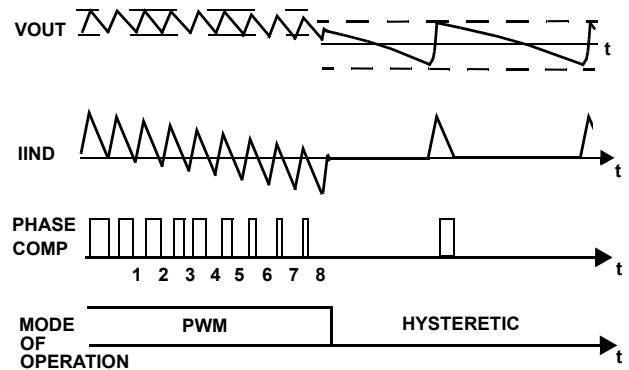 VOUT
t
IIND
t
PHASE
COMP
t
1 2 3 4 5 6 7 8
MODE
OF
OPERATION
PWM
HYSTERETIC
t